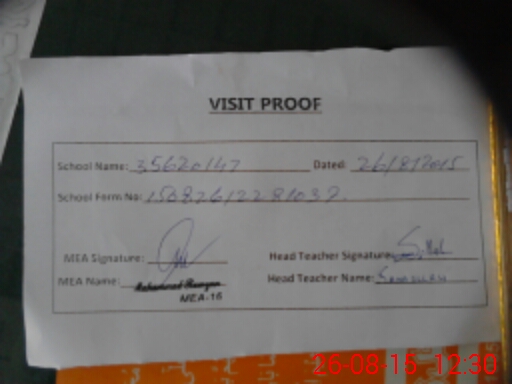 VISIT PROOF
School Name: 35620147 Dated: 26/8/2015
School Form No:
MEA Signature: Head Teacher Signature:
MEA Name: Head Teacher Name:
MEA-16
26-08-15 12:30